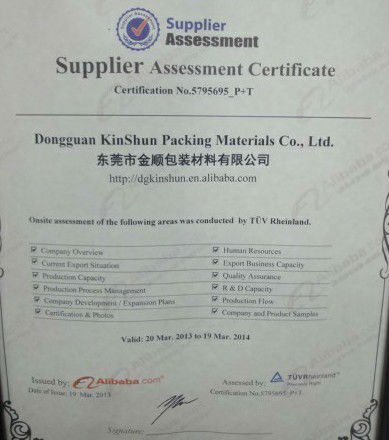 Supplier
Assessment
Supplier Assessment Certificate
Certification No.5795695_P+T
Dongguan KinShun Packing Materials Co., Ltd.
东莞市金顺包装材料有限公司
http://dgkinshun.en.alibaba.com
Onsite assessment of the following areas was conducted by TÜV Rheinland.
Company Overview
Human Resources
Current Export Situation
Export Business Capacity
Production Capacity
Quality Assurance
Production Process Management
R & D Capacity
Company Development / Expansion Plans
Production Flow
Certification & Photos
Company and Product Samples
Valid: 20 Mar. 2013 to 19 Mar. 2014
Issued by: Alibaba.com
Assessed by: TÜVRheinland
Precisely Right.
Date of Issue: 19 Mar. 2013
Certification No.5795695_P+T
Signature: